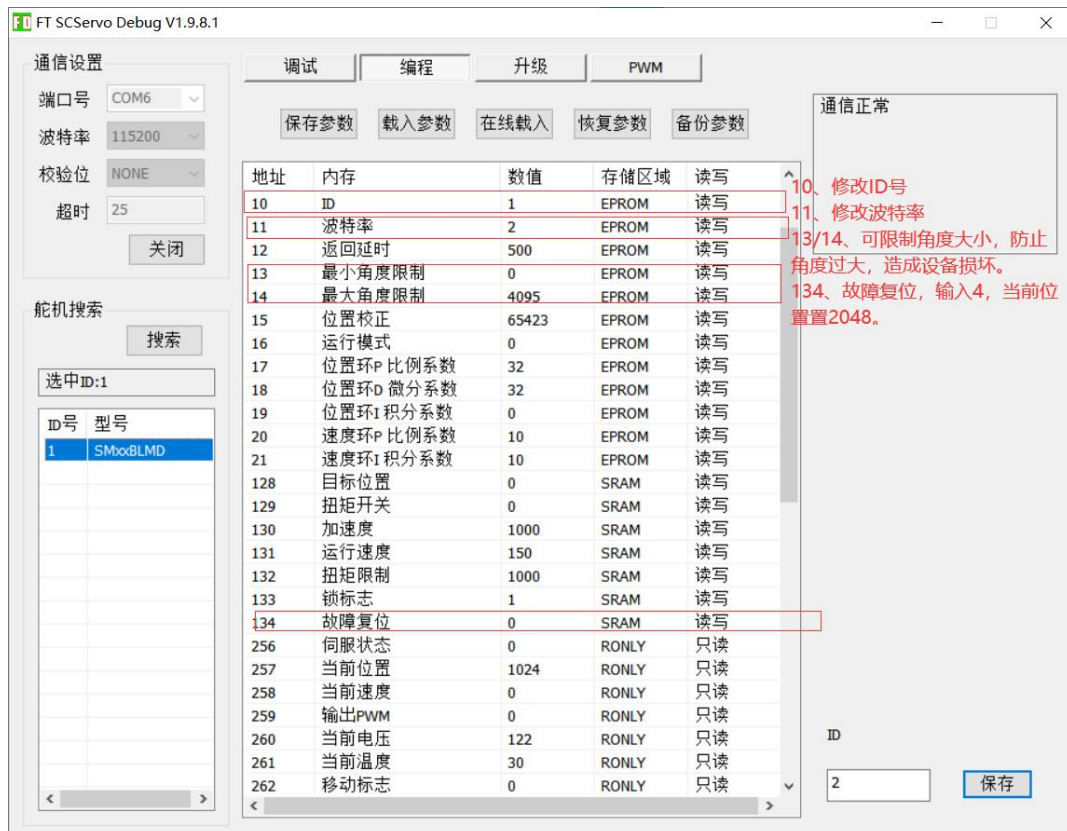 FT SCServo Debug V1.9.8.1
通信设置
端口号 COM6
波特率 115200
校验位 NONE
超时 25
关闭
舵机搜索
搜索
选中ID:1
ID号 型号
1 SMxxBLMD
调试 编程 升级 PWM
保存参数 载入参数 在线载入 恢复参数 备份参数
地址 内存 数值 存储区域 读写
10 ID 1 EPROM 读写
11 波特率 2 EPROM 读写
12 返回延时 500 EPROM 读写
13 最小角度限制 0 EPROM 读写
14 最大角度限制 4095 EPROM 读写
15 位置校正 65423 EPROM 读写
16 运行模式 0 EPROM 读写
17 位置环P比例系数 32 EPROM 读写
18 位置环D微分系数 32 EPROM 读写
19 位置环I积分系数 0 EPROM 读写
20 速度环P比例系数 10 EPROM 读写
21 速度环I积分系数 10 EPROM 读写
128 目标位置 0 SRAM 读写
129 扭矩开关 0 SRAM 读写
130 加速度 1000 SRAM 读写
131 运行速度 150 SRAM 读写
132 扭矩限制 1000 SRAM 读写
133 锁标志 1 SRAM 读写
134 故障复位 0 SRAM 读写
256 伺服状态 0 RONLY 只读
257 当前位置 1024 RONLY 只读
258 当前速度 0 RONLY 只读
259 输出PWM 0 RONLY 只读
260 当前电压 122 RONLY 只读
261 当前温度 30 RONLY 只读
262 移动标志 0 RONLY 只读
通信正常
10、修改ID号
11、修改波特率
13/14、可限制角度大小，防止
角度过大，造成设备损坏。
134、故障复位，输入4，当前位
置置2048。
ID
2 保存